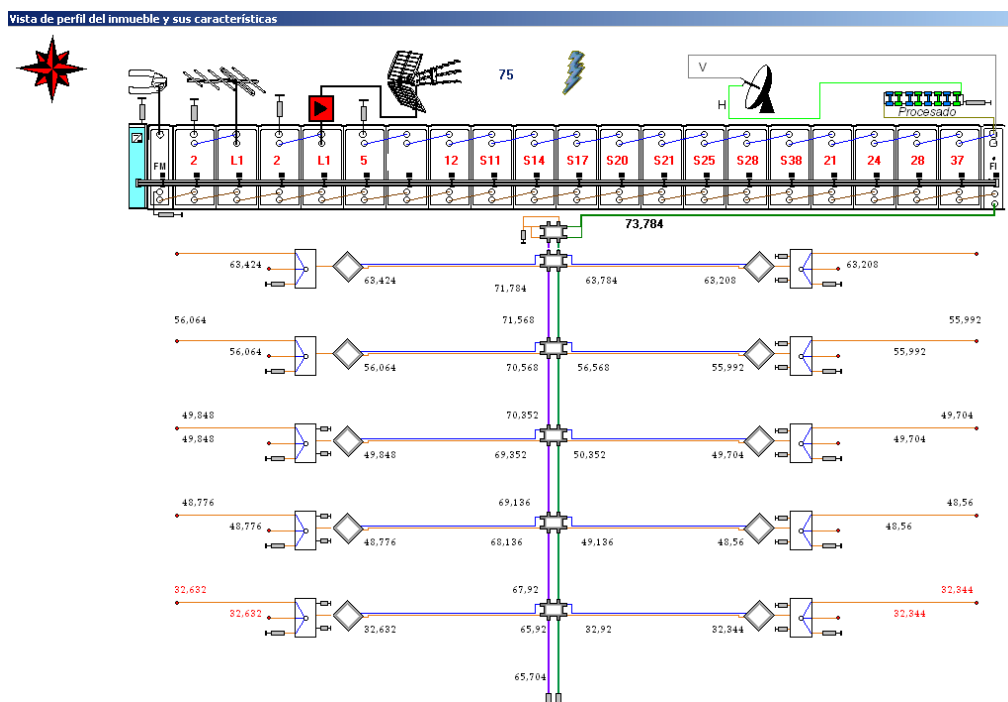 Vista de perfil del inmueble y sus características
75
V
H
Procesado
FM 2 L1 2 L1 5 12 S11 S14 S17 S20 S21 S25 S28 S38 21 24 28 37 FI
73,784
63,424 63,208
63,424 63,784 63,208
71,784
56,064 71,568 55,992
56,064 55,992
56,064 70,568 56,568 55,992
49,848 70,352 49,704
49,848 49,704
49,848 69,352 50,352 49,704
48,776 69,136 48,56
48,776 48,56
48,776 68,136 49,136 48,56
32,632 67,92 32,344
32,632 32,344
32,632 65,92 32,92 32,344
65,704